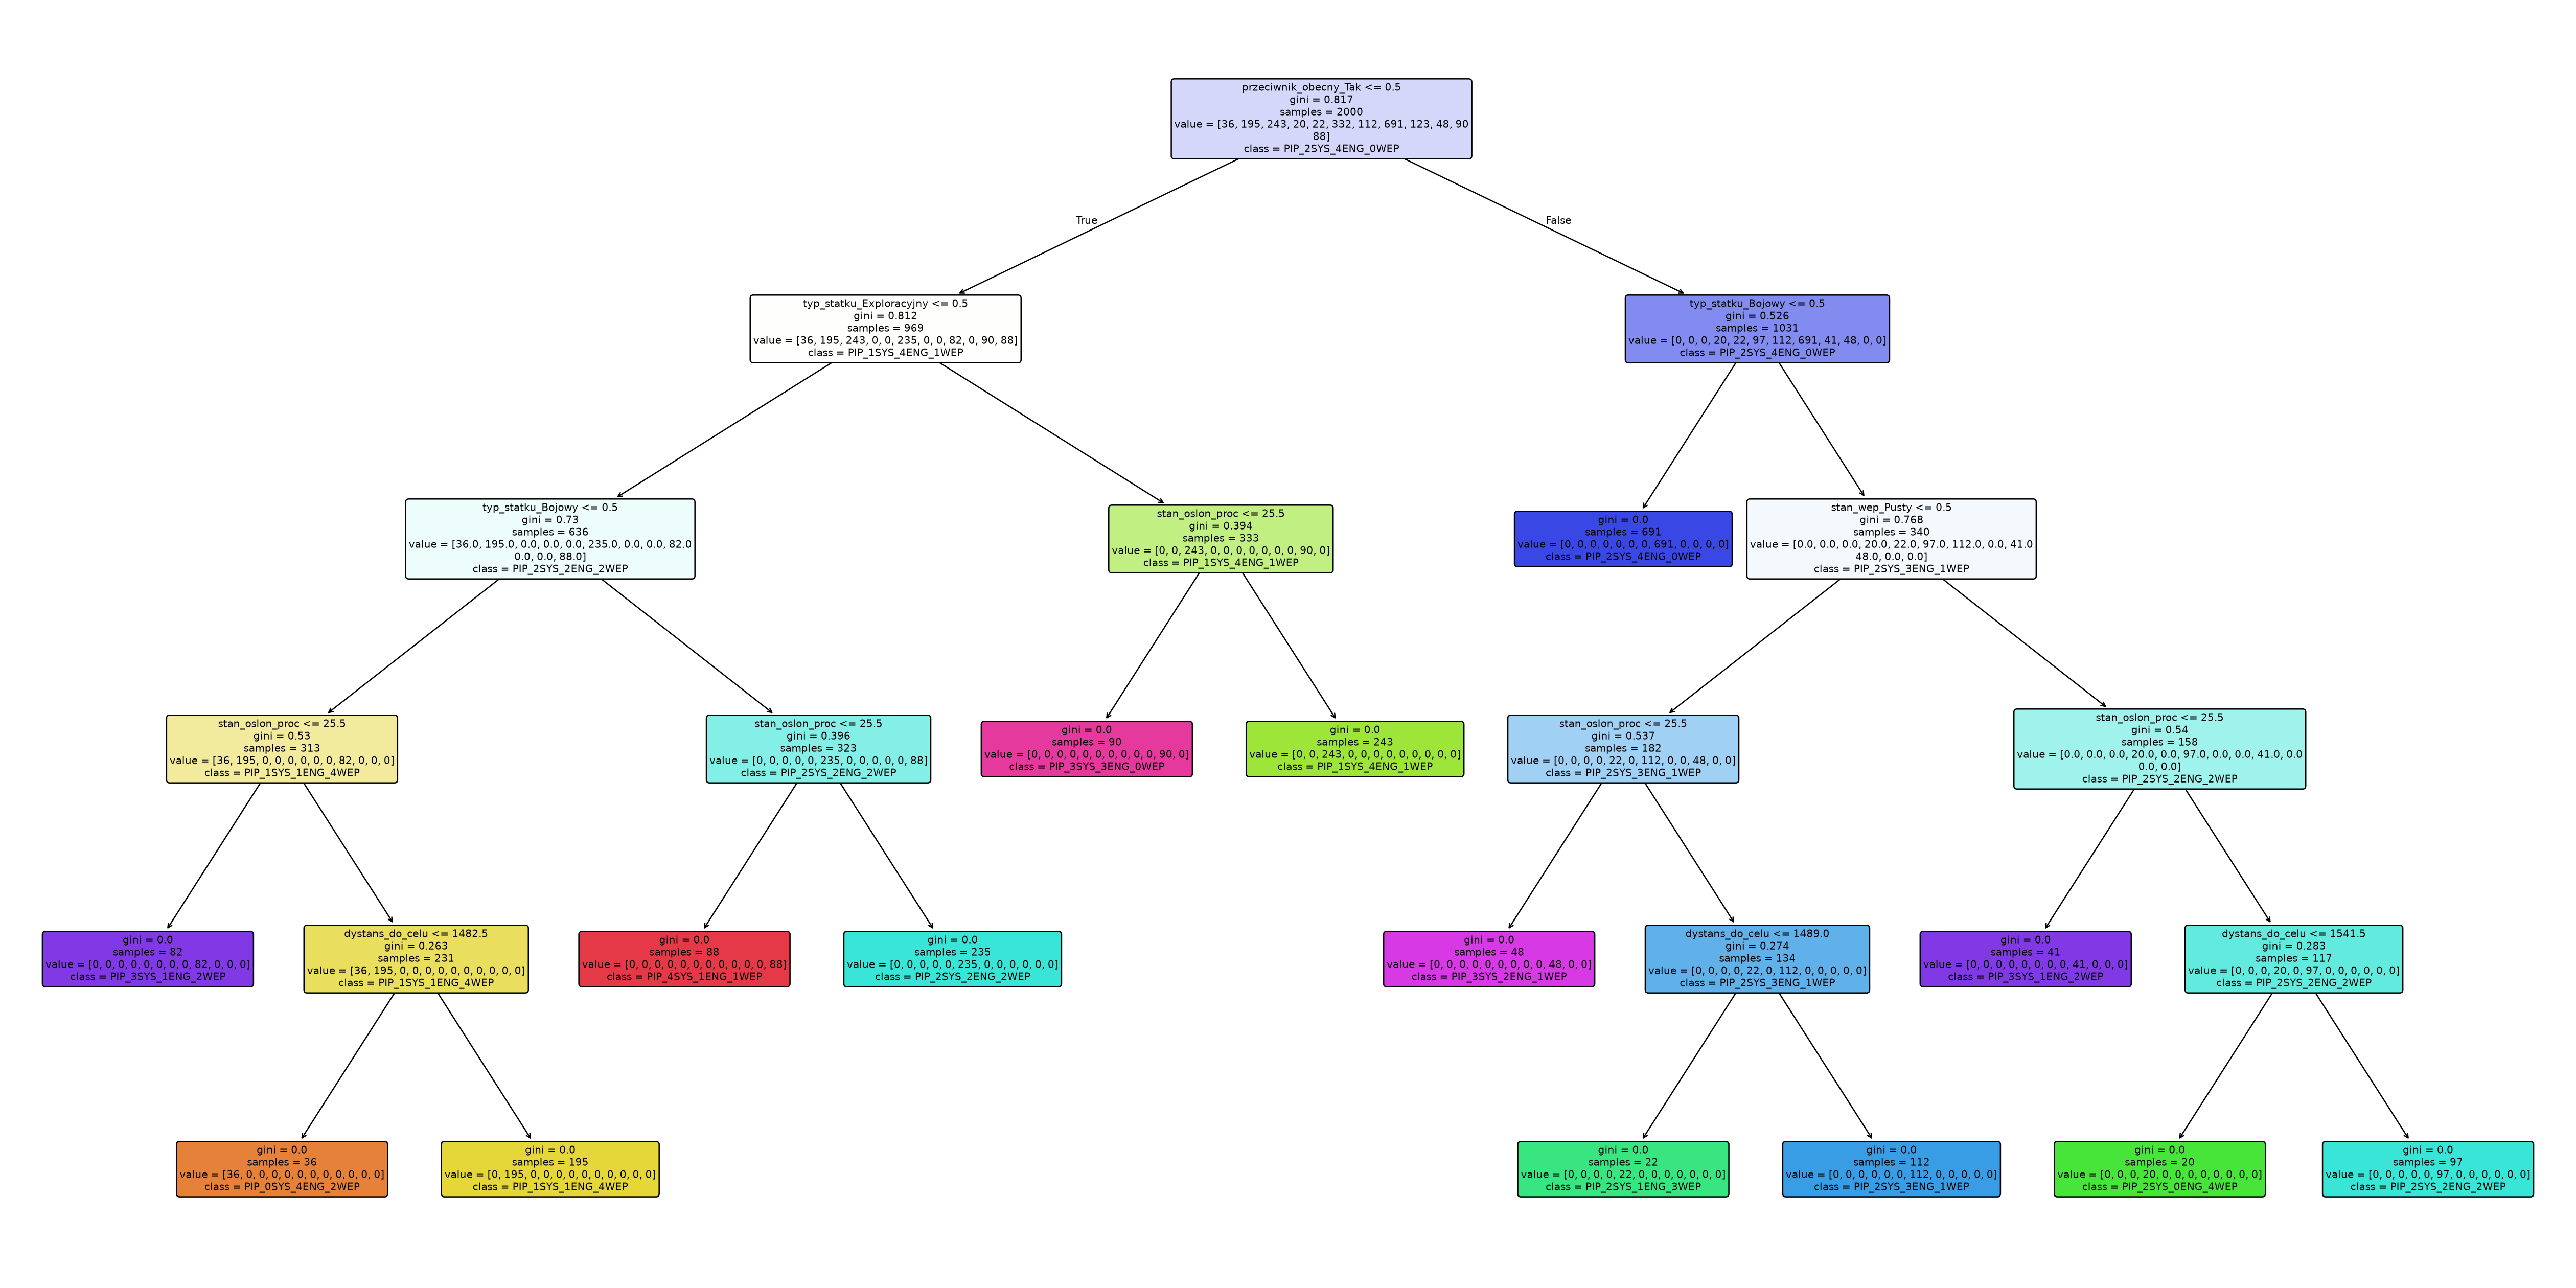 przeciwnik_obecny_Tak <= 0.5
gini = 0.817
samples = 2000
value = [36, 195, 243, 20, 22, 332, 112, 691, 123, 48, 90
88]
class = PIP_2SYS_4ENG_0WEP
True
False
typ_statku_Exploracyjny <= 0.5
gini = 0.812
samples = 969
value = [36, 195, 243, 0, 0, 235, 0, 0, 82, 0, 90, 88]
class = PIP_1SYS_4ENG_1WEP
typ_statku_Bojowy <= 0.5
gini = 0.526
samples = 1031
value = [0, 0, 0, 20, 22, 97, 112, 691, 41, 48, 0, 0]
class = PIP_2SYS_4ENG_0WEP
typ_statku_Bojowy <= 0.5
gini = 0.73
samples = 636
value = [36.0, 195.0, 0.0, 0.0, 0.0, 235.0, 0.0, 0.0, 82.0
0.0, 0.0, 88.0]
class = PIP_2SYS_2ENG_2WEP
stan_oslon_proc <= 25.5
gini = 0.394
samples = 333
value = [0, 0, 243, 0, 0, 0, 0, 0, 0, 0, 90, 0]
class = PIP_1SYS_4ENG_1WEP
gini = 0.0
samples = 691
value = [0, 0, 0, 0, 0, 0, 0, 691, 0, 0, 0, 0]
class = PIP_2SYS_4ENG_0WEP
stan_wep_Pusty <= 0.5
gini = 0.768
samples = 340
value = [0.0, 0.0, 0.0, 20.0, 22.0, 97.0, 112.0, 0.0, 41.0
48.0, 0.0, 0.0]
class = PIP_2SYS_3ENG_1WEP
stan_oslon_proc <= 25.5
gini = 0.53
samples = 313
value = [36, 195, 0, 0, 0, 0, 0, 0, 82, 0, 0, 0]
class = PIP_1SYS_1ENG_4WEP
stan_oslon_proc <= 25.5
gini = 0.396
samples = 323
value = [0, 0, 0, 0, 0, 235, 0, 0, 0, 0, 0, 88]
class = PIP_2SYS_2ENG_2WEP
gini = 0.0
samples = 90
value = [0, 0, 0, 0, 0, 0, 0, 0, 0, 0, 90, 0]
class = PIP_3SYS_3ENG_0WEP
gini = 0.0
samples = 243
value = [0, 0, 243, 0, 0, 0, 0, 0, 0, 0, 0, 0]
class = PIP_1SYS_4ENG_1WEP
stan_oslon_proc <= 25.5
gini = 0.537
samples = 182
value = [0, 0, 0, 0, 22, 0, 112, 0, 0, 48, 0, 0]
class = PIP_2SYS_3ENG_1WEP
stan_oslon_proc <= 25.5
gini = 0.54
samples = 158
value = [0.0, 0.0, 0.0, 20.0, 0.0, 97.0, 0.0, 0.0, 41.0, 0.0
0.0, 0.0]
class = PIP_2SYS_2ENG_2WEP
gini = 0.0
samples = 82
value = [0, 0, 0, 0, 0, 0, 0, 0, 82, 0, 0, 0]
class = PIP_3SYS_1ENG_2WEP
dystans_do_celu <= 1482.5
gini = 0.263
samples = 231
value = [36, 195, 0, 0, 0, 0, 0, 0, 0, 0, 0, 0]
class = PIP_1SYS_1ENG_4WEP
gini = 0.0
samples = 88
value = [0, 0, 0, 0, 0, 0, 0, 0, 0, 0, 0, 88]
class = PIP_4SYS_1ENG_1WEP
gini = 0.0
samples = 235
value = [0, 0, 0, 0, 0, 235, 0, 0, 0, 0, 0, 0]
class = PIP_2SYS_2ENG_2WEP
gini = 0.0
samples = 48
value = [0, 0, 0, 0, 0, 0, 0, 0, 0, 48, 0, 0]
class = PIP_3SYS_2ENG_1WEP
dystans_do_celu <= 1489.0
gini = 0.274
samples = 134
value = [0, 0, 0, 0, 22, 0, 112, 0, 0, 0, 0, 0]
class = PIP_2SYS_3ENG_1WEP
gini = 0.0
samples = 41
value = [0, 0, 0, 0, 0, 0, 0, 0, 41, 0, 0, 0]
class = PIP_3SYS_1ENG_2WEP
dystans_do_celu <= 1541.5
gini = 0.283
samples = 117
value = [0, 0, 0, 20, 0, 97, 0, 0, 0, 0, 0, 0]
class = PIP_2SYS_2ENG_2WEP
gini = 0.0
samples = 36
value = [36, 0, 0, 0, 0, 0, 0, 0, 0, 0, 0, 0]
class = PIP_0SYS_4ENG_2WEP
gini = 0.0
samples = 195
value = [0, 195, 0, 0, 0, 0, 0, 0, 0, 0, 0, 0]
class = PIP_1SYS_1ENG_4WEP
gini = 0.0
samples = 22
value = [0, 0, 0, 0, 22, 0, 0, 0, 0, 0, 0, 0]
class = PIP_2SYS_1ENG_3WEP
gini = 0.0
samples = 112
value = [0, 0, 0, 0, 0, 0, 112, 0, 0, 0, 0, 0]
class = PIP_2SYS_3ENG_1WEP
gini = 0.0
samples = 20
value = [0, 0, 0, 20, 0, 0, 0, 0, 0, 0, 0, 0]
class = PIP_2SYS_0ENG_4WEP
gini = 0.0
samples = 97
value = [0, 0, 0, 0, 0, 97, 0, 0, 0, 0, 0, 0]
class = PIP_2SYS_2ENG_2WEP